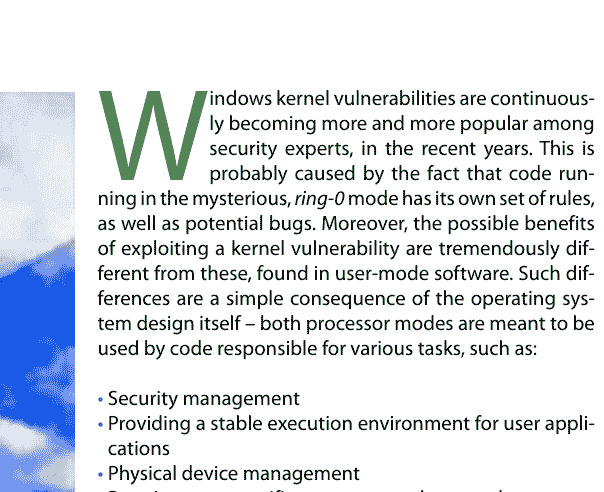 Windows kernel vulnerabilities are continuous-
ly becoming more and more popular among
security experts, in the recent years. This is
probably caused by the fact that code run-
ning in the mysterious, ring-0 mode has its own set of rules,
as well as potential bugs. Moreover, the possible benefits
of exploiting a kernel vulnerability are tremendously dif-
ferent from these, found in user-mode software. Such dif-
ferences are a simple consequence of the operating sys-
tem design itself – both processor modes are meant to be
used by code responsible for various tasks, such as:
• Security management
• Providing a stable execution environment for user appli-
cations
• Physical device management